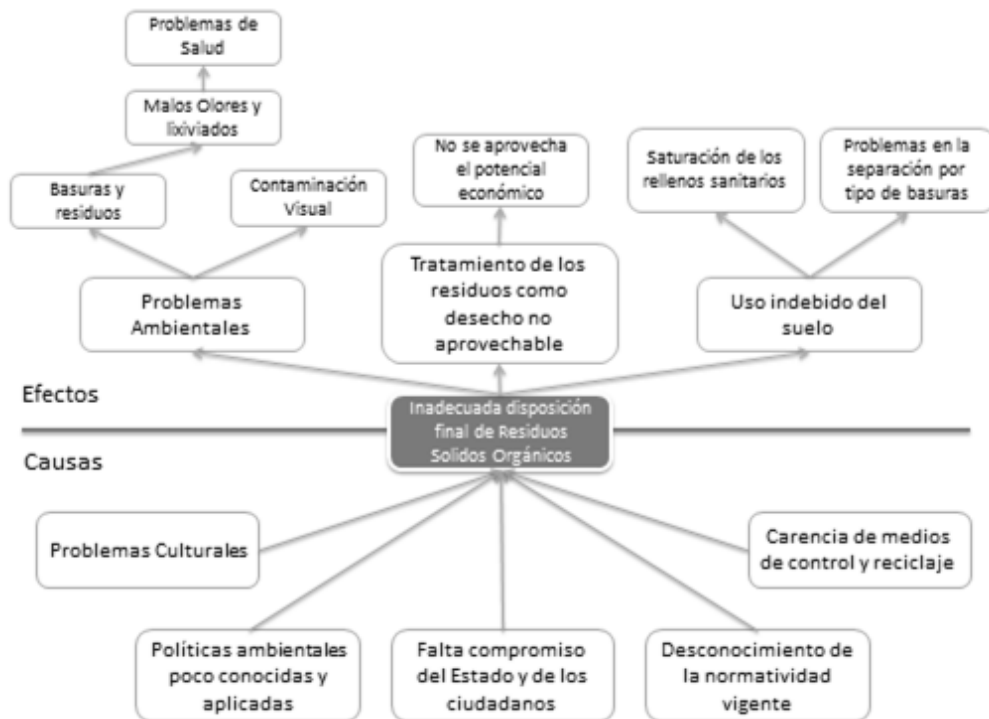 Problemas de
Salud
Malos Olores y
lixiviados
Basuras y
residuos
Contaminación
Visual
No se aprovecha
el potencial
económico
Saturación de los
rellenos sanitarios
Problemas en la
separación por
tipo de basuras
Problemas
Ambientales
Tratamiento de los
residuos como
desecho no
aprovechable
Uso indebido del
suelo
Efectos
Inadecuada disposición
final de Residuos
Solidos Orgánicos
Causas
Problemas Culturales
Carencia de medios
de control y reciclaje
Políticas ambientales
poco conocidas y
aplicadas
Falta compromiso
del Estado y de los
ciudadanos
Desconocimiento de
la normatividad
vigente